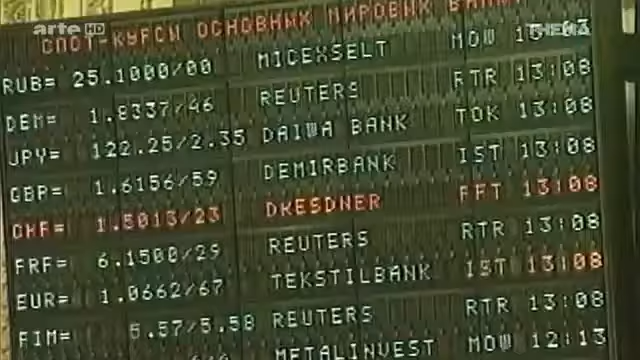 arte HD
THEMA
СПОТ-КУРСЫ ОСНОВНЫХ МИРОВЫХ ВАЛ
RUB= 25.1000/00 MICEXSELT MOW 13:03
DEM= 1.8337/46 REUTERS RTR 13:08
JPY= 122.25/2.35 DAIWA BANK TOK 13:08
GBP= 1.6156/59 DEMIRBANK IST 13:08
CHF= 1.5013/23 DRESDNER FFT 13:08
FRF= 6.1500/29 REUTERS RTR 13:08
EUR= 1.0662/67 TEKSTILBANK IST 13:08
FIM= 5.57/5.58 REUTERS RTR 13:08
METALINVEST MOW 12:13